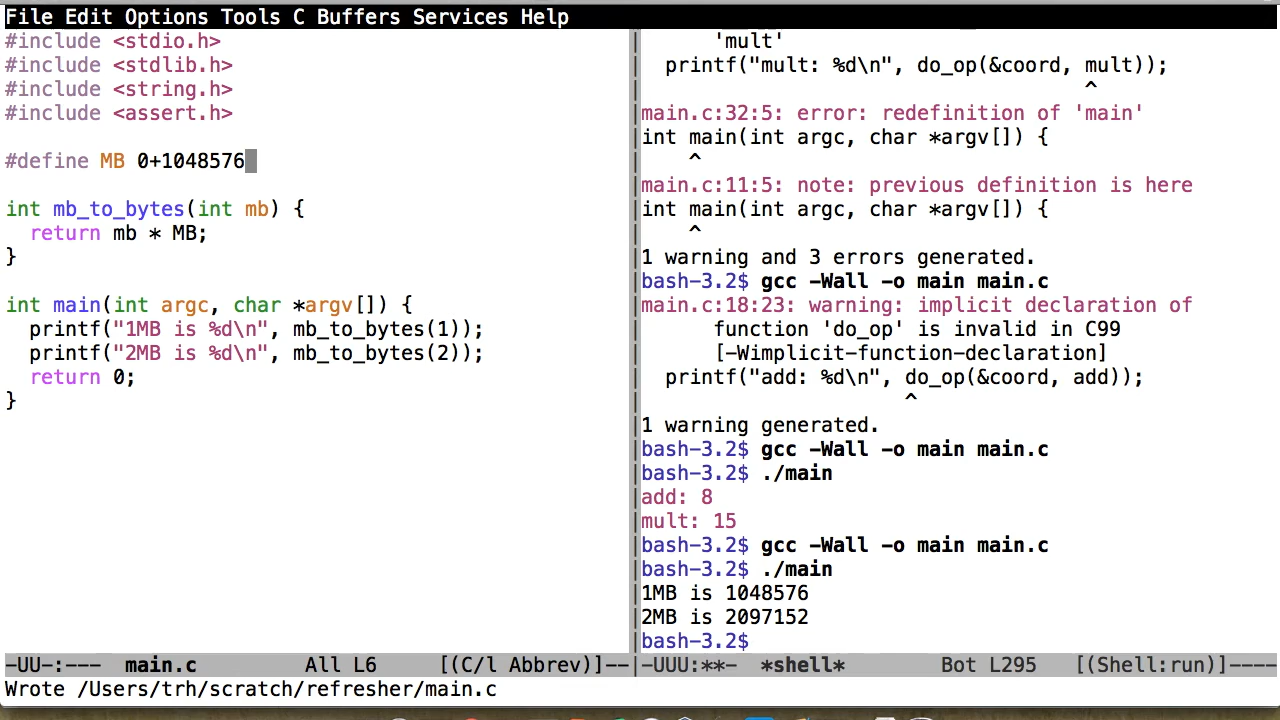 File Edit Options Tools C Buffers Services Help
#include <stdio.h>
#include <stdlib.h>
#include <string.h>
#include <assert.h>
#define MB 0+1048576
int mb_to_bytes(int mb) {
  return mb * MB;
}
int main(int argc, char *argv[]) {
  printf("1MB is %d\n", mb_to_bytes(1));
  printf("2MB is %d\n", mb_to_bytes(2));
  return 0;
}
-UU-:---  main.c         All L6     [(C/l Abbrev)]--
      'mult'
  printf("mult: %d\n", do_op(&coord, mult));
                                     ^
main.c:32:5: error: redefinition of 'main'
int main(int argc, char *argv[]) {
    ^
main.c:11:5: note: previous definition is here
int main(int argc, char *argv[]) {
    ^
1 warning and 3 errors generated.
bash-3.2$ gcc -Wall -o main main.c
main.c:18:23: warning: implicit declaration of
      function 'do_op' is invalid in C99
      [-Wimplicit-function-declaration]
  printf("add: %d\n", do_op(&coord, add));
                      ^
1 warning generated.
bash-3.2$ gcc -Wall -o main main.c
bash-3.2$ ./main
add: 8
mult: 15
bash-3.2$ gcc -Wall -o main main.c
bash-3.2$ ./main
1MB is 1048576
2MB is 2097152
bash-3.2$
-UUU:**-  *shell*        Bot L295   [(Shell:run)]----
Wrote /Users/trh/scratch/refresher/main.c